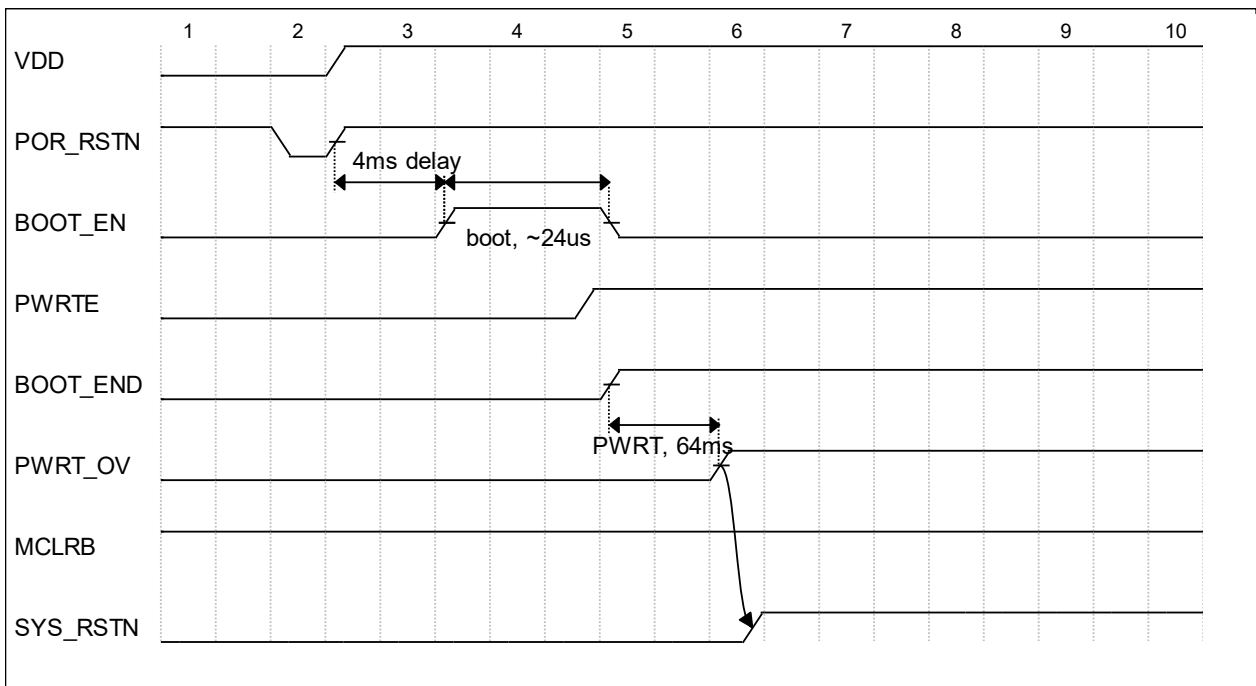 1 2 3 4 5 6 7 8 9 10
VDD
POR_RSTN
4ms delay
BOOT_EN
boot, ~24us
PWRTE
BOOT_END
PWRT, 64ms
PWRT_OV
MCLRB
SYS_RSTN